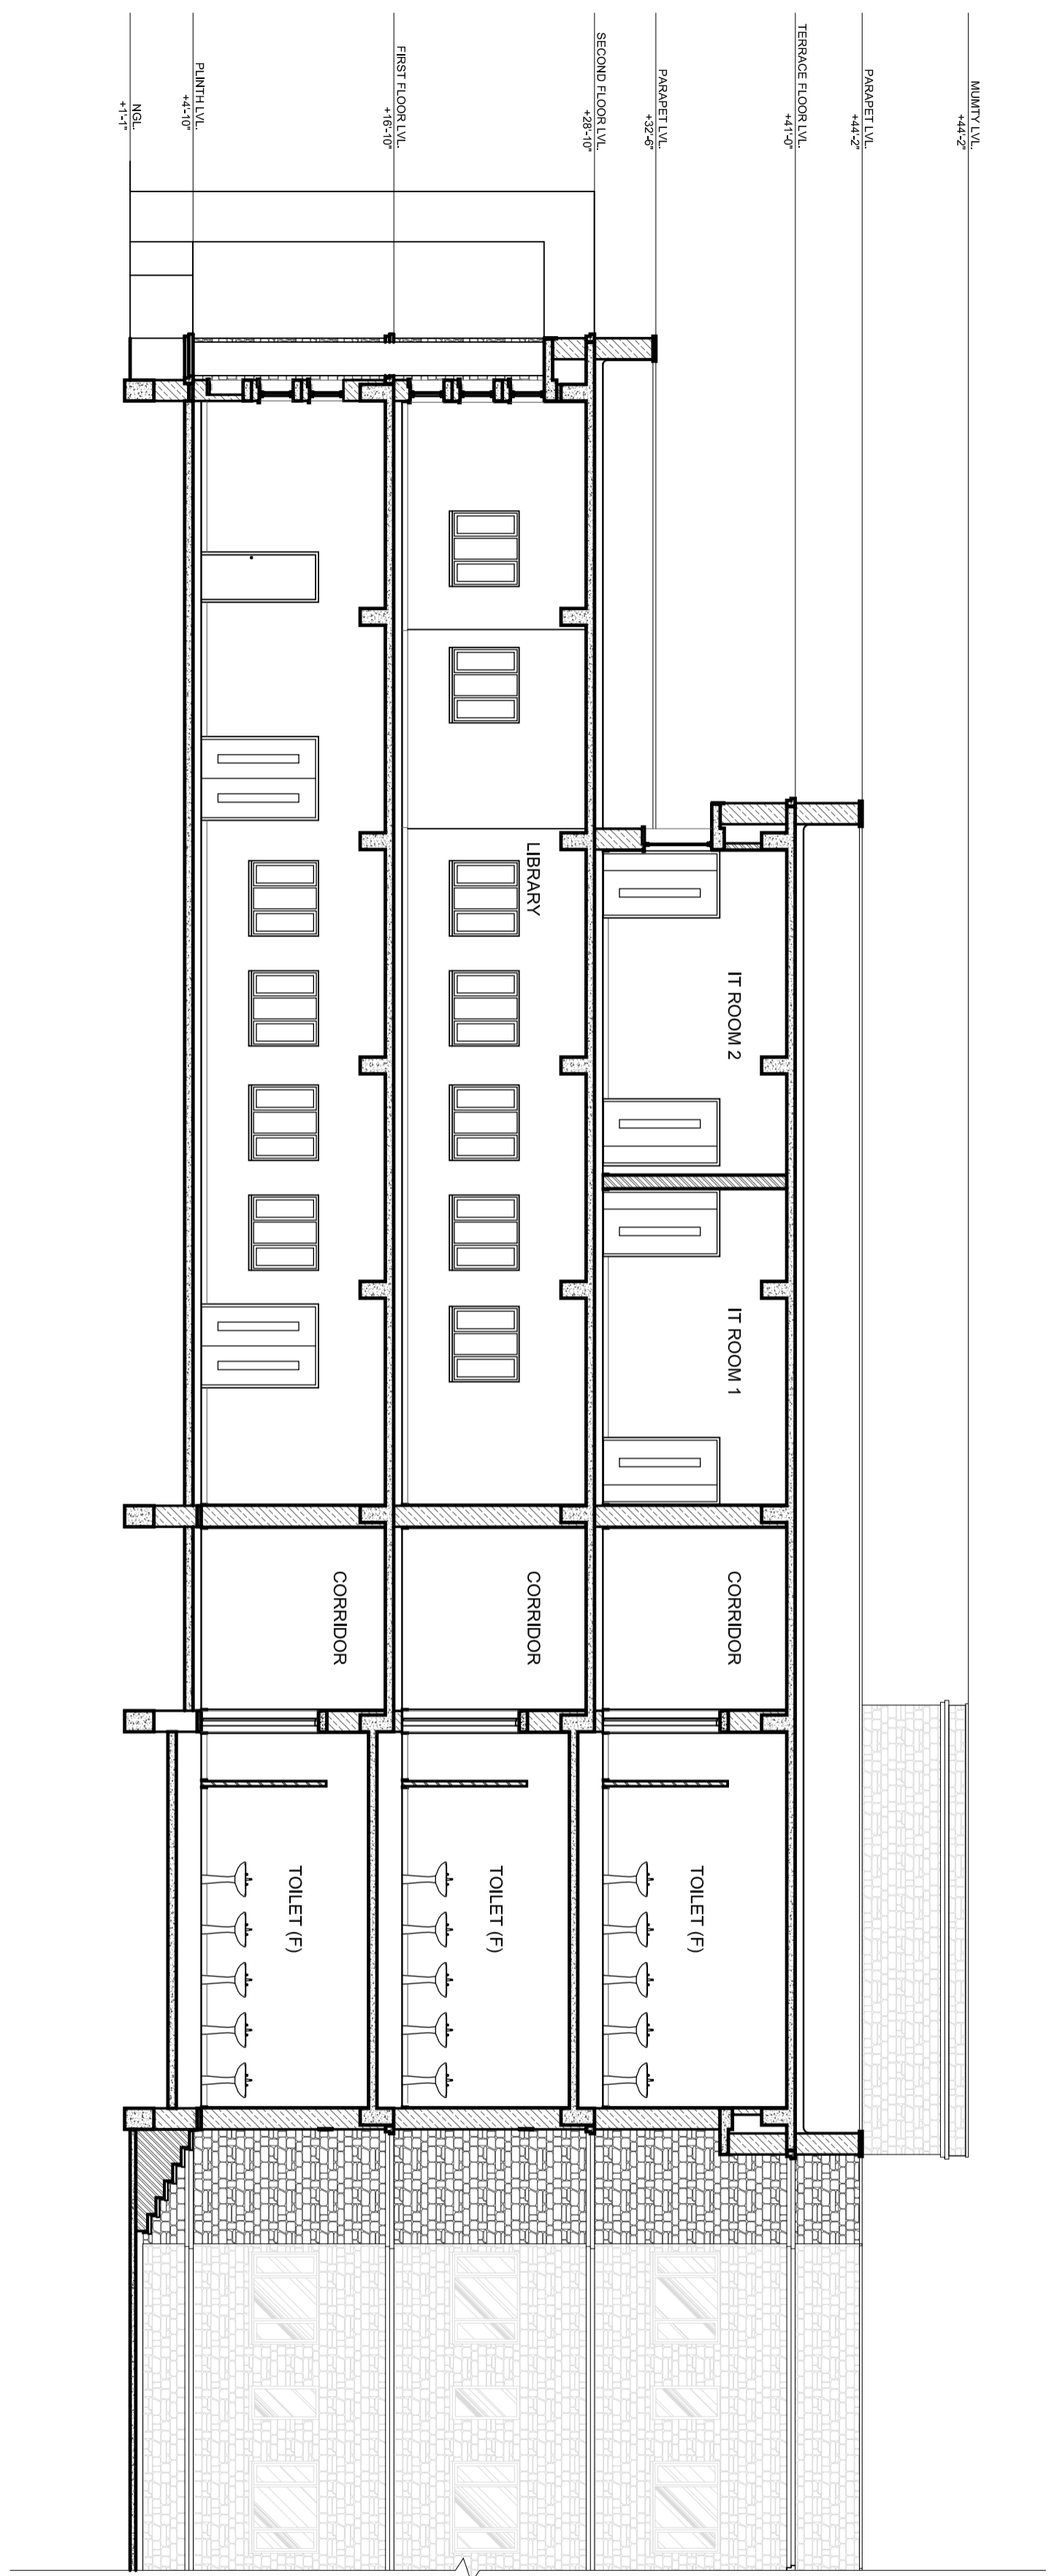 MUMTY LVL.
+44'-2"
PARAPET LVL.
+44'-2"
TERRACE FLOOR LVL.
+41'-0"
PARAPET LVL.
+32'-6"
SECOND FLOOR LVL.
+28'-10"
FIRST FLOOR LVL.
+16'-10"
PLINTH LVL.
+4'-10"
NGL.
+1'-1"
IT ROOM 2
IT ROOM 1
CORRIDOR
TOILET (F)
LIBRARY
CORRIDOR
TOILET (F)
CORRIDOR
TOILET (F)